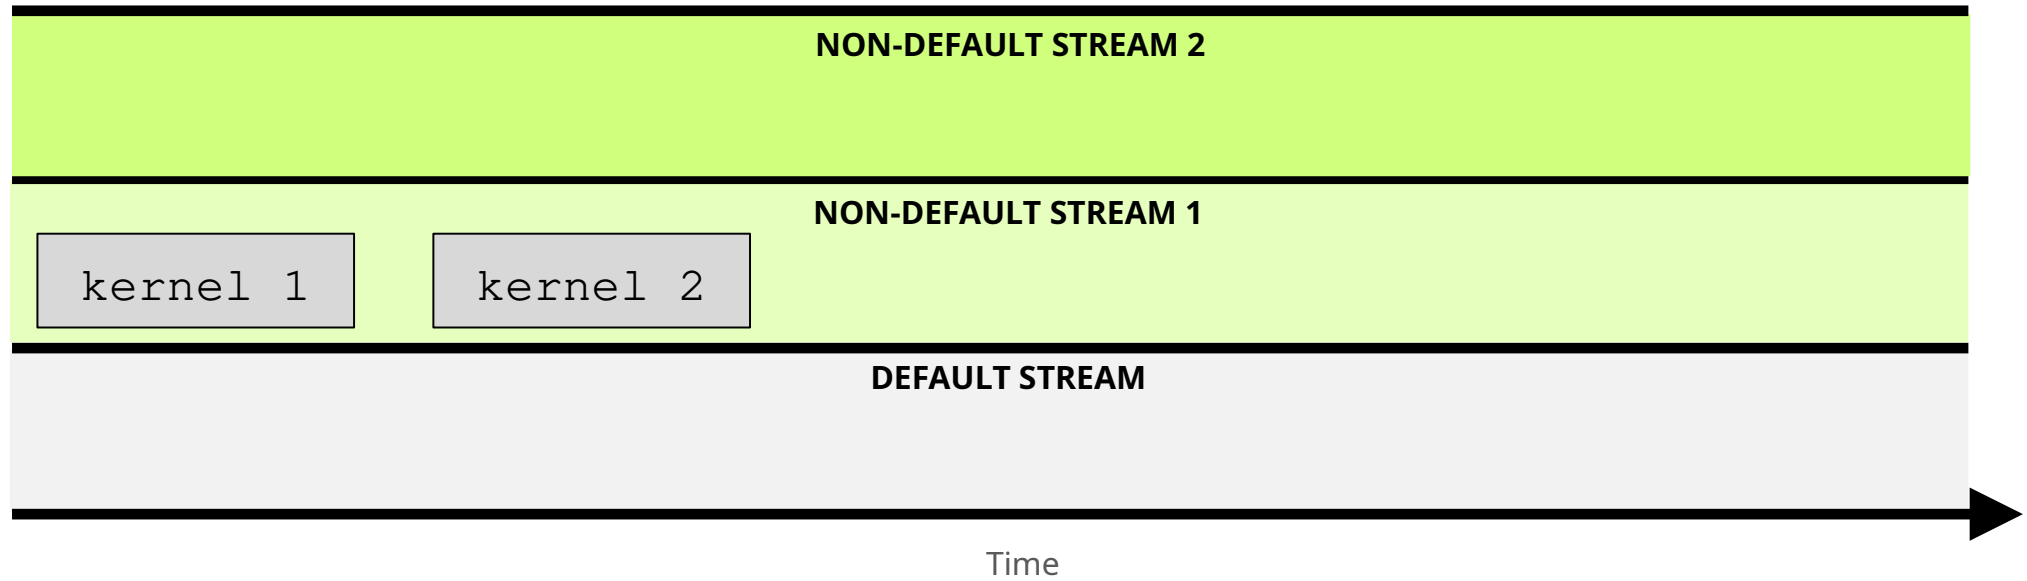 NON-DEFAULT STREAM 2
NON-DEFAULT STREAM 1
kernel 1
kernel 2
DEFAULT STREAM
Time